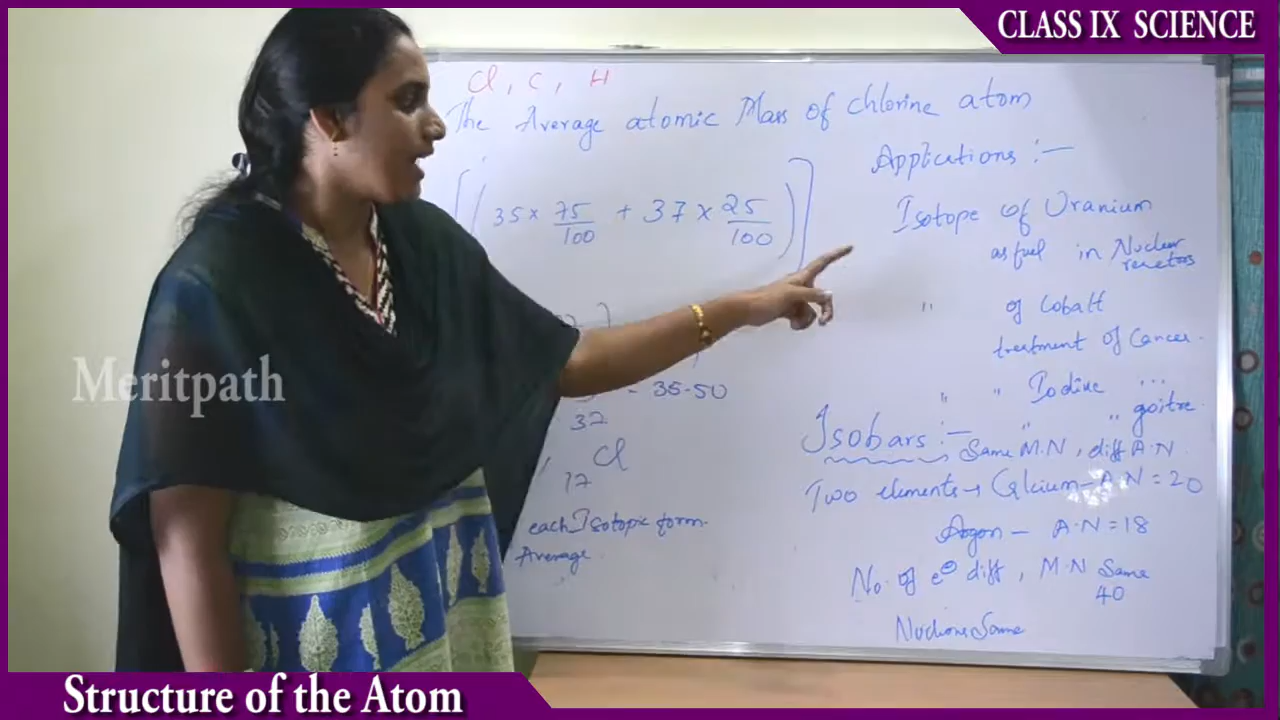 CLASS IX SCIENCE
Cl, C, H
The Average atomic Mass of chlorine atom
35 × 75/100 + 37 × 25/100
= 35.50
37
Cl
17
each Isotopic form.
Average
Applications :-
Isotope of Uranium
as fuel in Nuclear
reactors
" of Cobalt
treatment of Cancer.
" " Iodine ...
" " goitre.
Isobars :-
Same M.N, diff A.N
Two elements → Calcium - A.N = 20
Argon - A.N = 18
No. of e⊖ diff, M.N Same
40
Same
Meritpath
Structure of the Atom